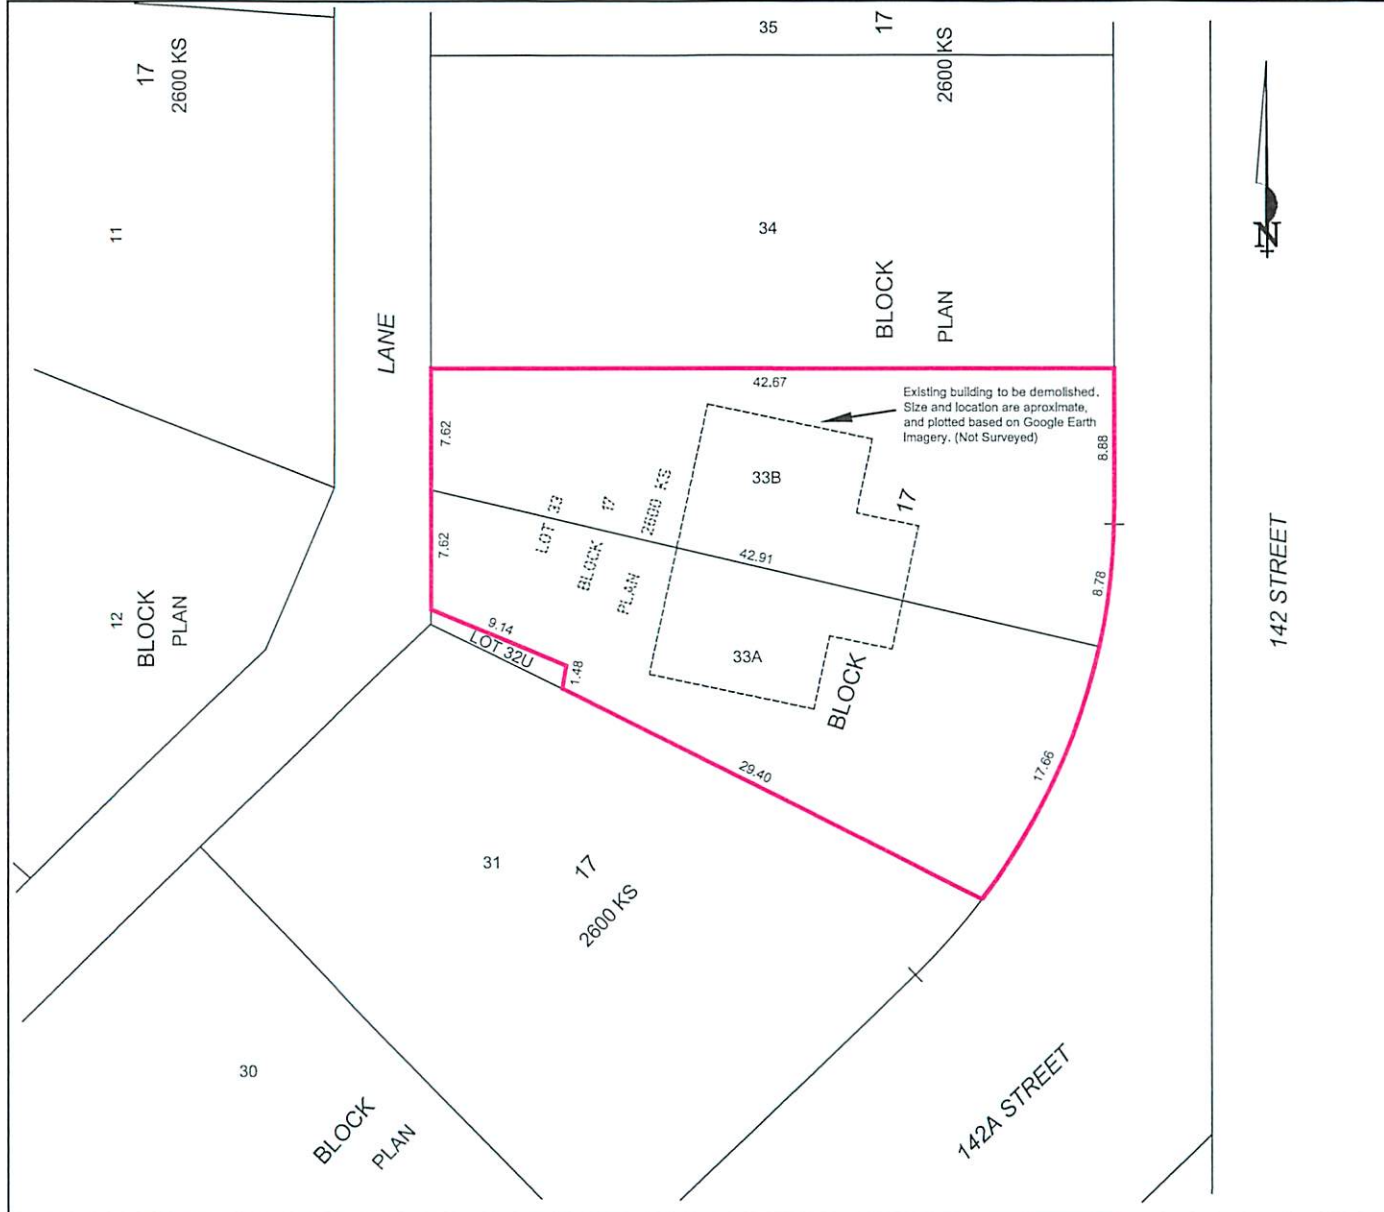 35
17
2600 KS
17
2600 KS
11
34
N
BLOCK
PLAN
LANE
42.67
Existing building to be demolished.
Size and location are aproximate,
and plotted based on Google Earth
Imagery. (Not Surveyed)
7.62
8.88
33B
LOT 33
17
2600 KS
17
7.62
42.91
BLOCK
PLAN
8.78
142 STREET
12
BLOCK
PLAN
9.14
LOT 32U
1.48
33A
BLOCK
29.40
17.66
31
17
2600 KS
30
BLOCK
PLAN
142A STREET